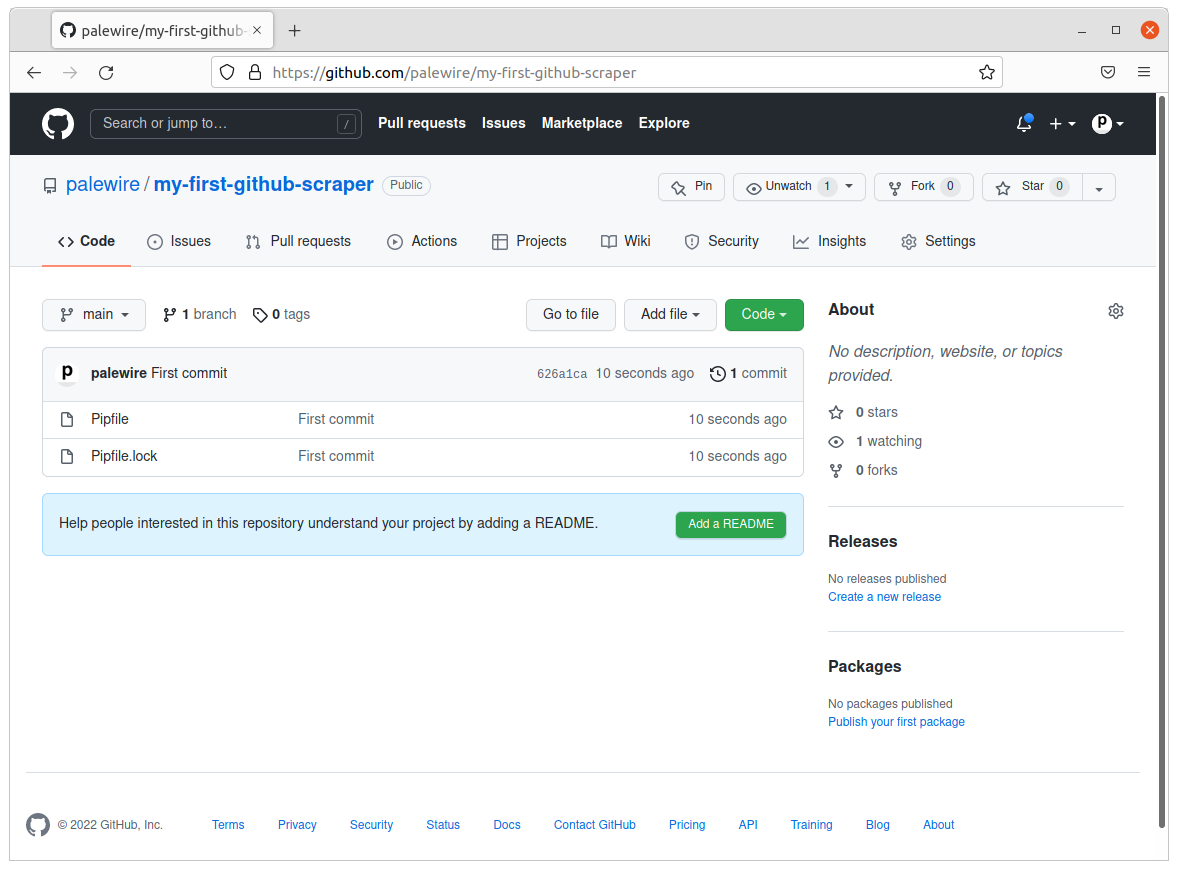 palewire/my-first-github-
https://github.com/palewire/my-first-github-scraper
Search or jump to… / Pull requests Issues Marketplace Explore
palewire / my-first-github-scraper Public Pin Unwatch 1 Fork 0 Star 0
Code Issues Pull requests Actions Projects Wiki Security Insights Settings
main 1 branch 0 tags Go to file Add file Code
p palewire First commit 626a1ca 10 seconds ago 1 commit
Pipfile First commit 10 seconds ago
Pipfile.lock First commit 10 seconds ago
Help people interested in this repository understand your project by adding a README. Add a README
About
No description, website, or topics
provided.
0 stars
1 watching
0 forks
Releases
No releases published
Create a new release
Packages
No packages published
Publish your first package
© 2022 GitHub, Inc. Terms Privacy Security Status Docs Contact GitHub Pricing API Training Blog About